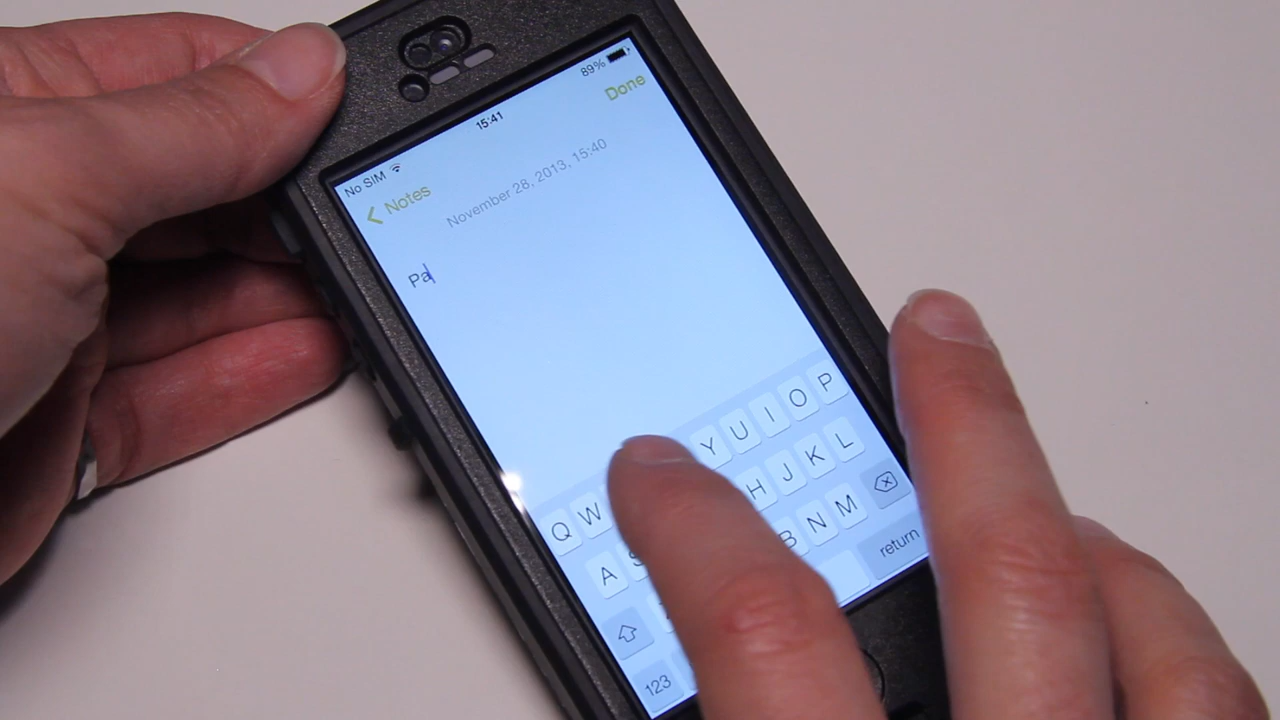 No SIM 15:41 89%
Notes Done
November 28, 2013, 15:40
Pa
Q W Y U I O P
A S H J K L
B N M
123 return